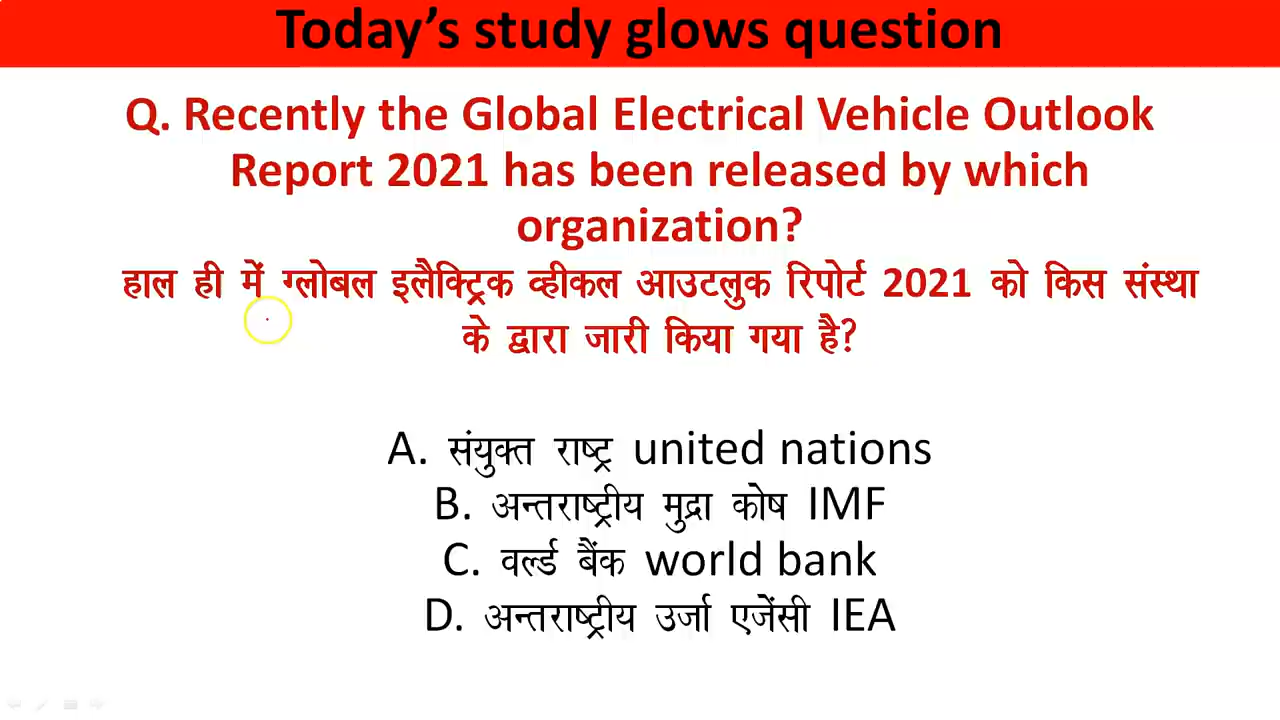 Today’s study glows question
Q. Recently the Global Electrical Vehicle Outlook
Report 2021 has been released by which
organization?
हाल ही में ग्लोबल इलैक्ट्रिक व्हीकल आउटलुक रिपोर्ट 2021 को किस संस्था
के द्वारा जारी किया गया है?
A. संयुक्त राष्ट्र united nations
B. अन्तराष्ट्रीय मुद्रा कोष IMF
C. वर्ल्ड बैंक world bank
D. अन्तराष्ट्रीय उर्जा एजेंसी IEA